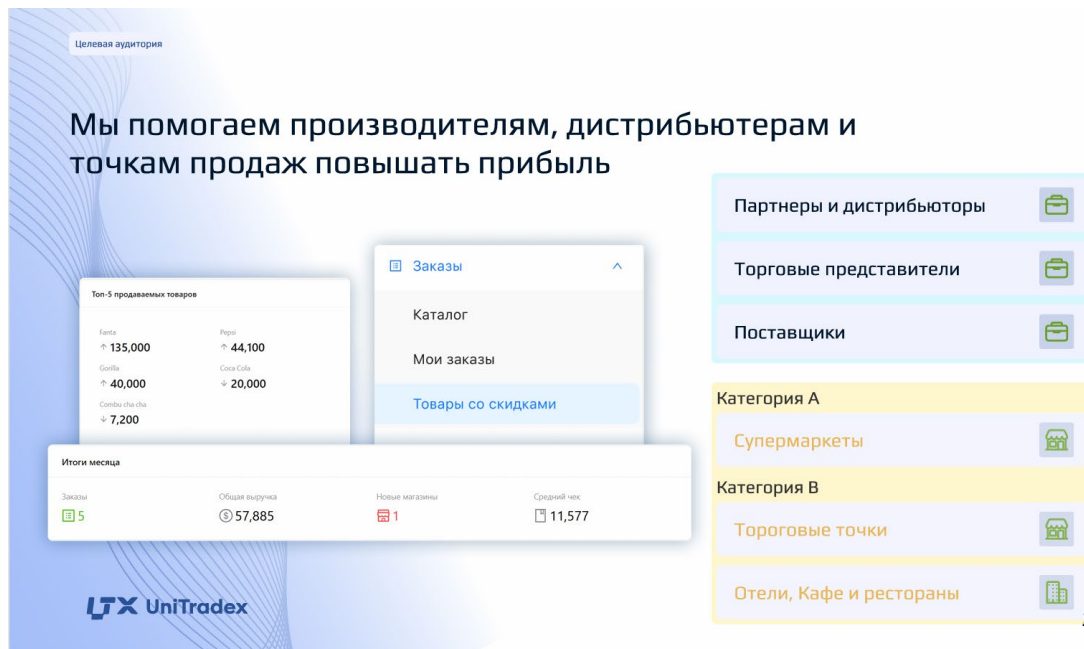 Целевая аудитория
Мы помогаем производителям, дистрибьютерам и
точкам продаж повышать прибыль
Топ-5 продаваемых товаров
Fanta
Pepsi
135,000
44,100
Gorilla
Coca Cola
40,000
20,000
Combu cha cha
7,200
Заказы
Каталог
Мои заказы
Товары со скидками
Итоги месяца
Заказы
Общая выручка
Новые магазины
Средний чек
5
$ 57,885
1
11,577
Партнеры и дистрибьюторы
Торговые представители
Поставщики
Категория А
Супермаркеты
Категория В
Тороговые точки
Отели, Кафе и рестораны
UTX UniTradex